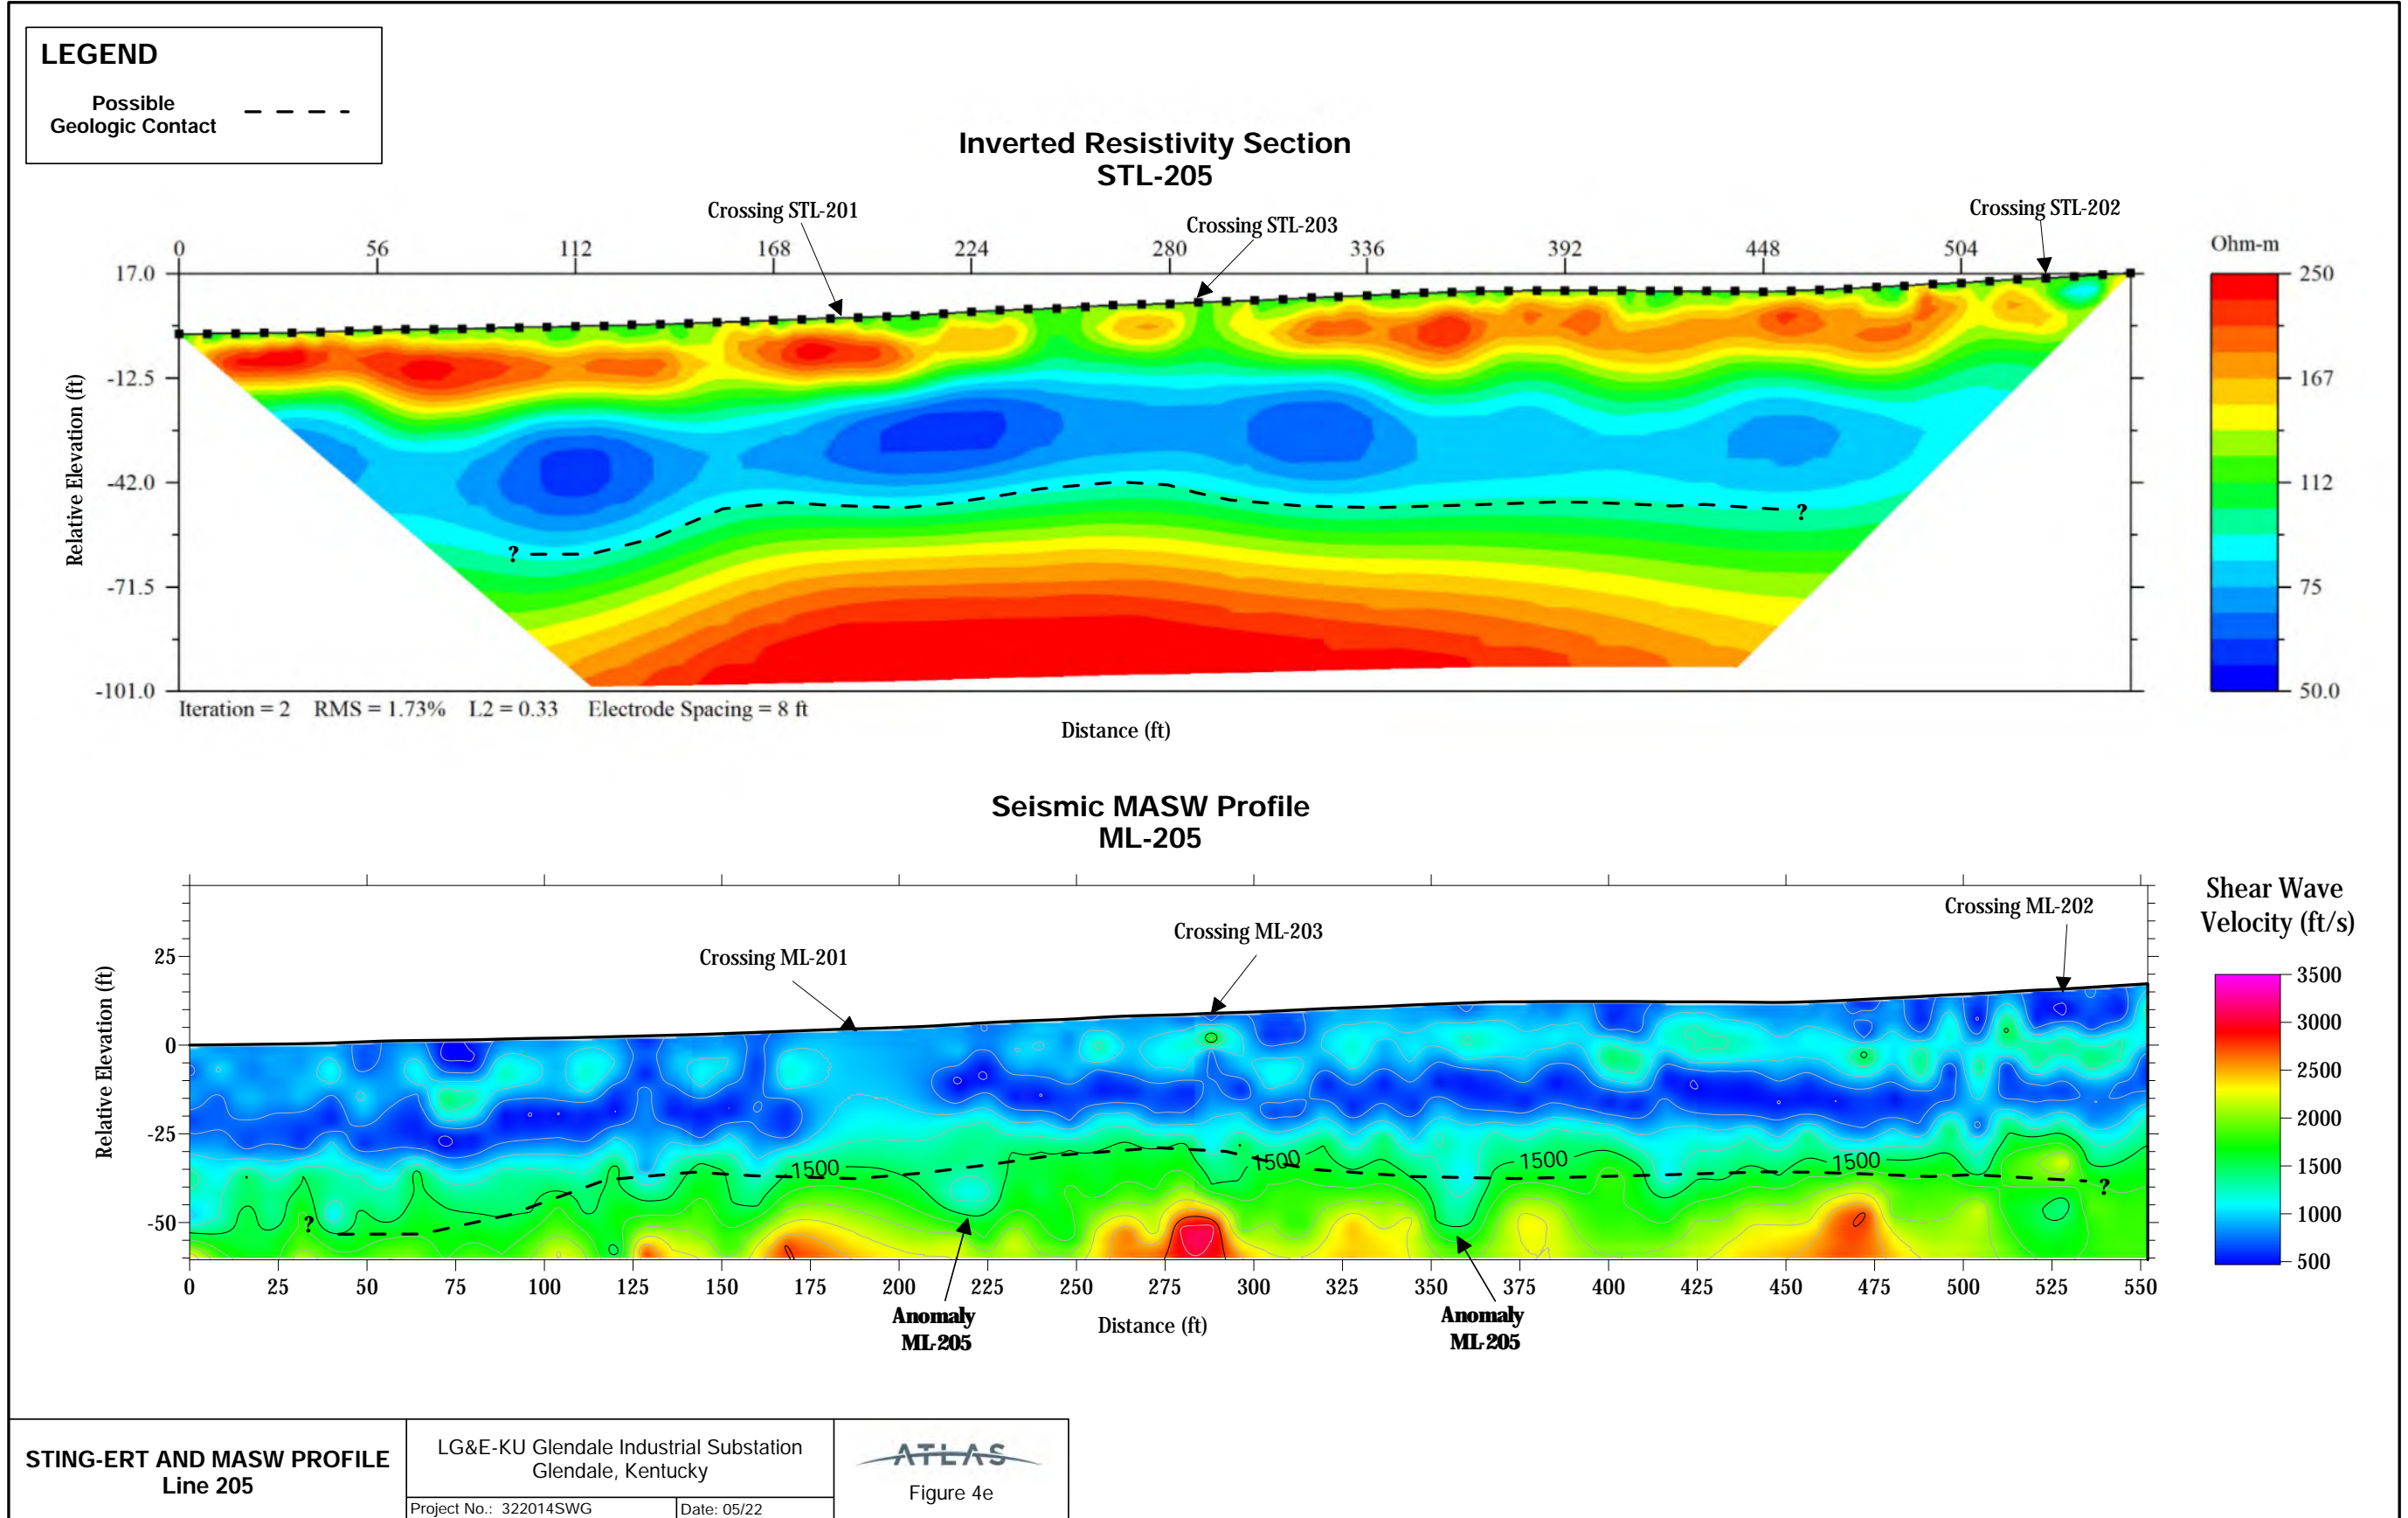 LEGEND
Possible
Geologic Contact
Inverted Resistivity Section
STL-205
Crossing STL-201
Crossing STL-203
Crossing STL-202
0 56 112 168 224 280 336 392 448 504
Ohm-m
17.0
-12.5
-42.0
-71.5
-101.0
Relative Elevation (ft)
? ?
250
167
112
75
50.0
Iteration = 2 RMS = 1.73% L2 = 0.33 Electrode Spacing = 8 ft
Distance (ft)
Seismic MASW Profile
ML-205
Crossing ML-201
Crossing ML-203
Crossing ML-202
Shear Wave
Velocity (ft/s)
25
0
-25
-50
Relative Elevation (ft)
1500 1500 1500 1500
? ?
3500
3000
2500
2000
1500
1000
500
0 25 50 75 100 125 150 175 200 225 250 275 300 325 350 375 400 425 450 475 500 525 550
Anomaly
ML-205
Distance (ft)
Anomaly
ML-205
STING-ERT AND MASW PROFILE
Line 205
LG&E-KU Glendale Industrial Substation
Glendale, Kentucky
Project No.: 322014SWG
Date: 05/22
ATLAS
Figure 4e